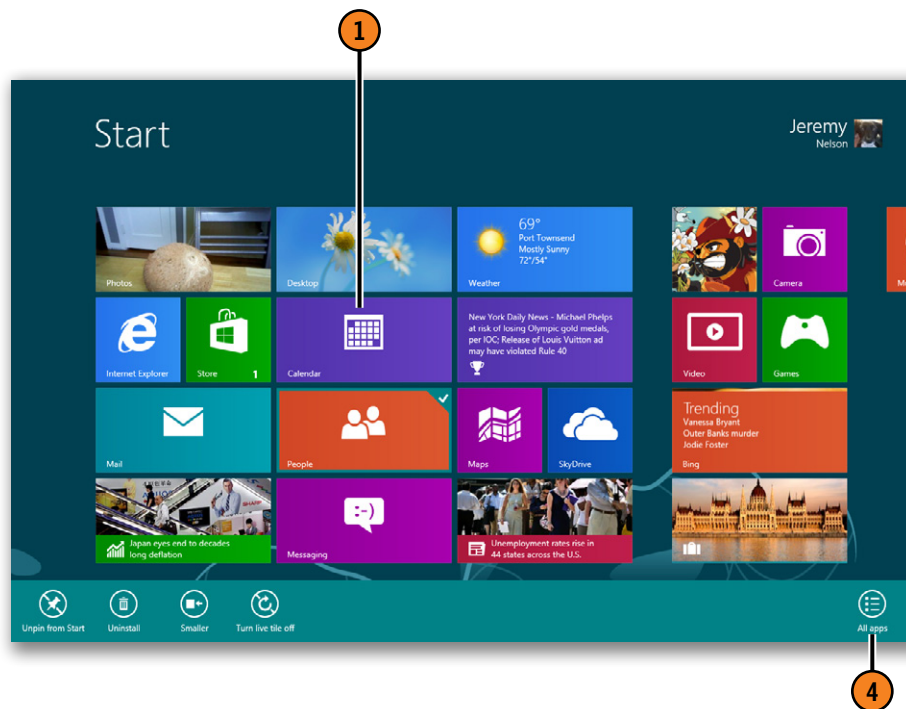 1
Start
Jeremy
Nelson
Photos
Desktop
69°
Port Townsend
Mostly Sunny
72°/54°
Weather
Camera
Internet Explorer
Store
1
Calendar
New York Daily News - Michael Phelps
at risk of losing Olympic gold medals,
per IOC; Release of Louis Vuitton ad
may have violated Rule 40
Video
Games
Mail
People
Maps
SkyDrive
Trending
Vanessa Bryant
Outer Banks murder
Jodie Foster
Bing
Japan eyes end to decades
long deflation
Messaging
:-)
Unemployment rates rise in
44 states across the U.S.
Unpin from Start
Uninstall
Smaller
Turn live tile off
All apps
4